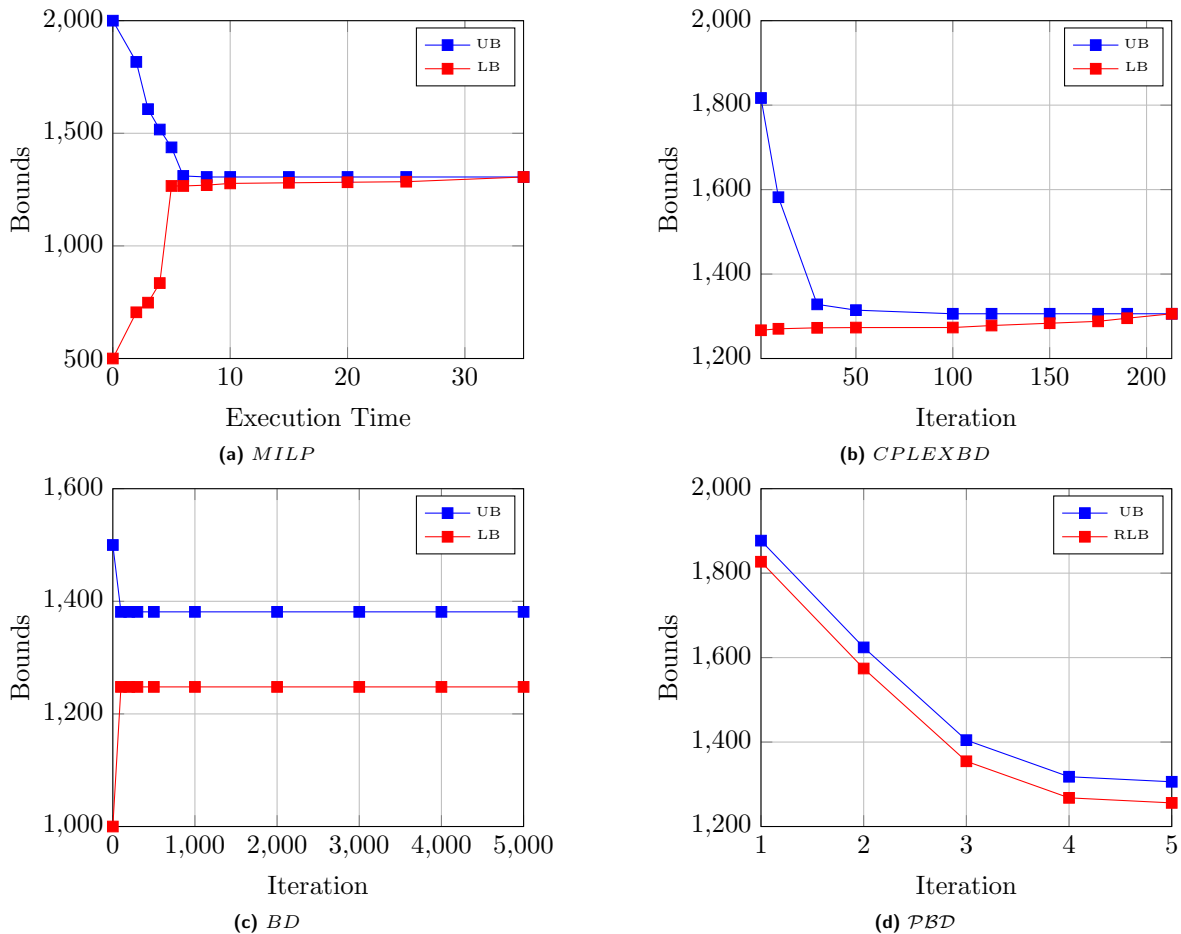 2,000
1,500
1,000
500
0
10
20
30
Bounds
Execution Time
UB
LB
(a) MILP
2,000
1,800
1,600
1,400
1,200
50
100
150
200
Bounds
Iteration
UB
LB
(b) CPLEXBD
1,600
1,400
1,200
1,000
0
1,000
2,000
3,000
4,000
5,000
Bounds
Iteration
UB
LB
(c) BD
2,000
1,800
1,600
1,400
1,200
1
2
3
4
5
Bounds
Iteration
UB
RLB
(d) PBD